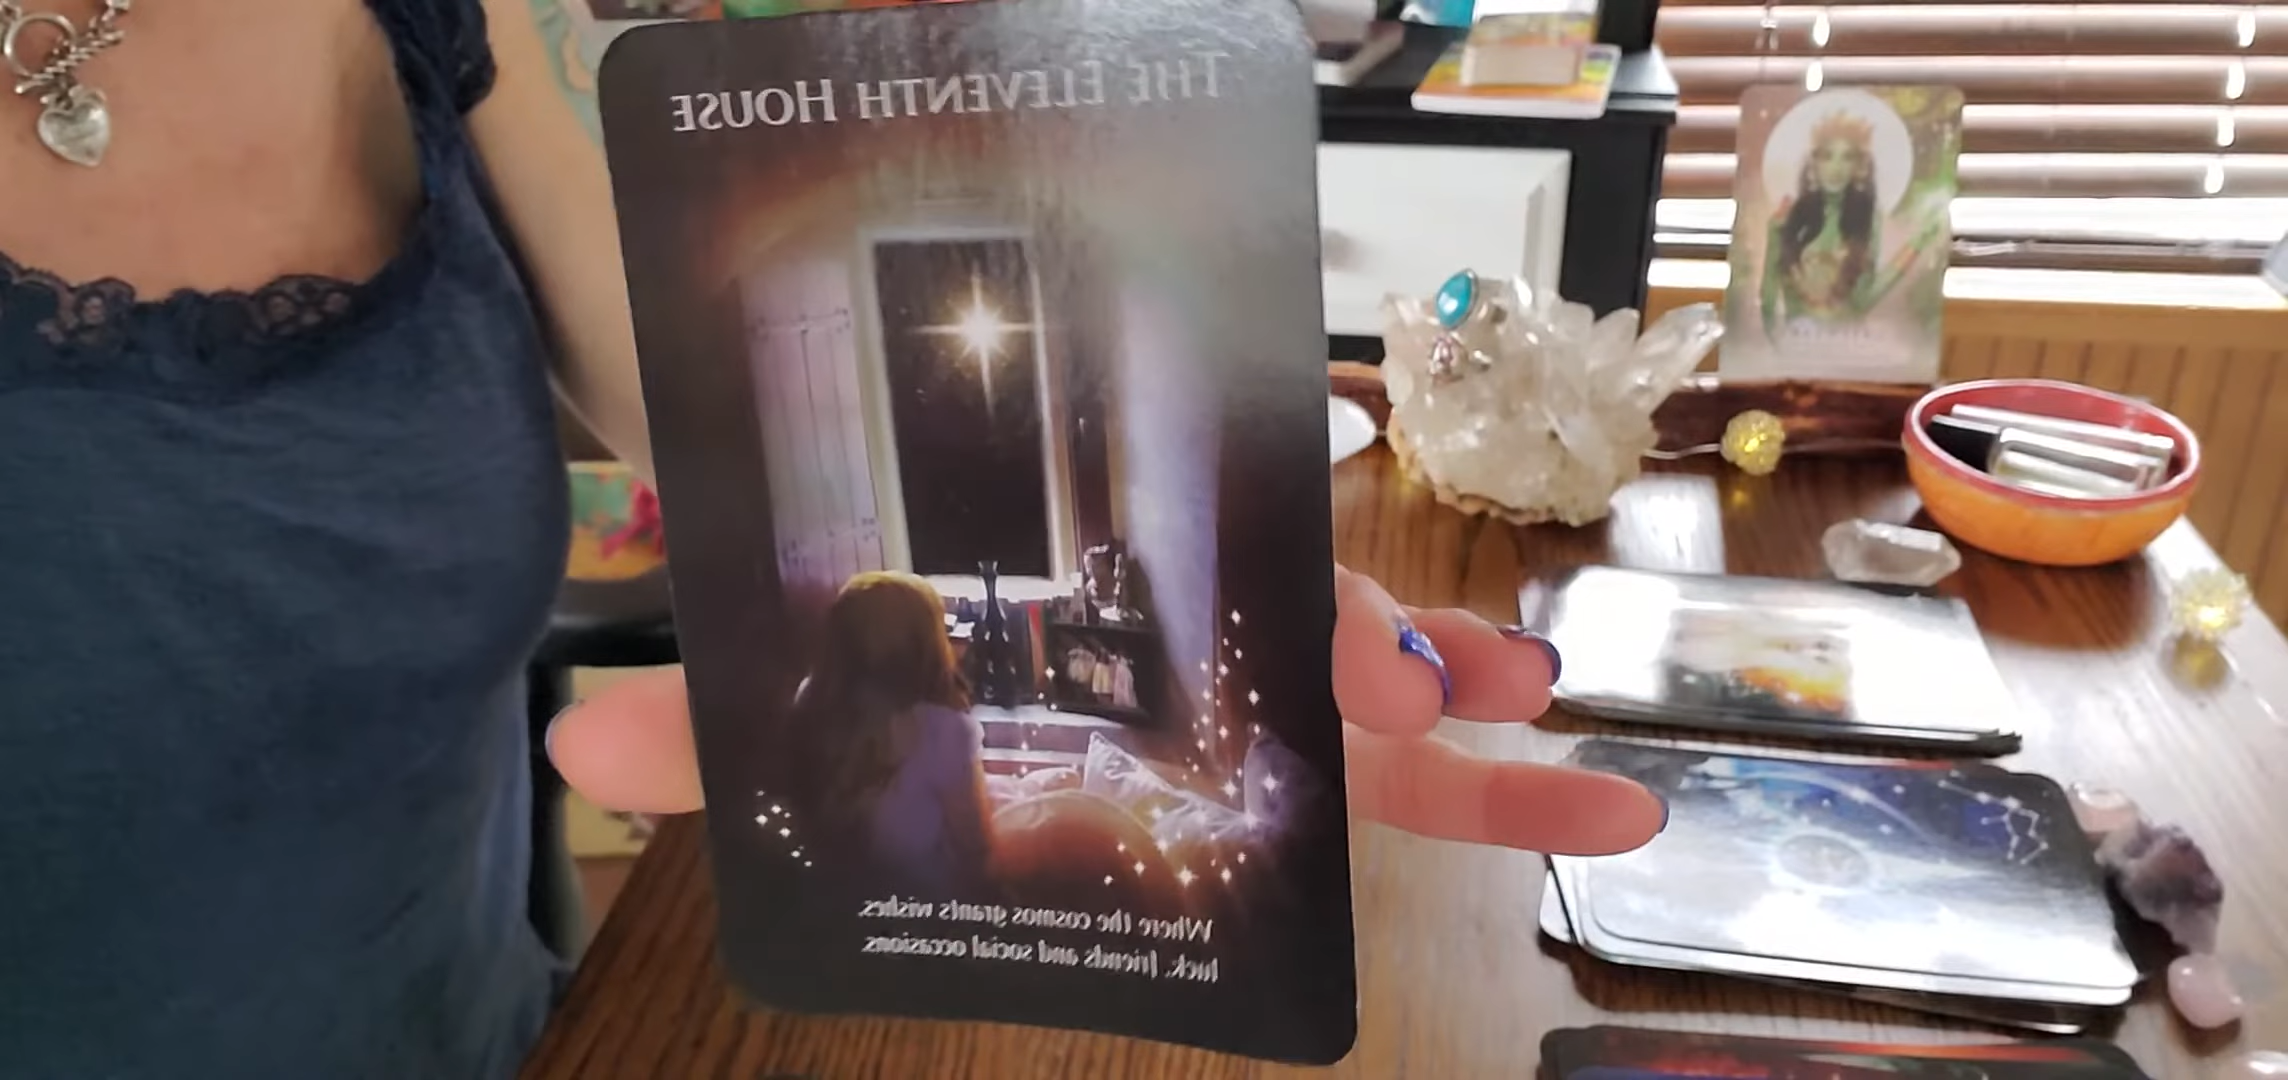 THE ELEVENTH HOUSE
Where the cosmos grants wishes.
luck, friends and social occasions.